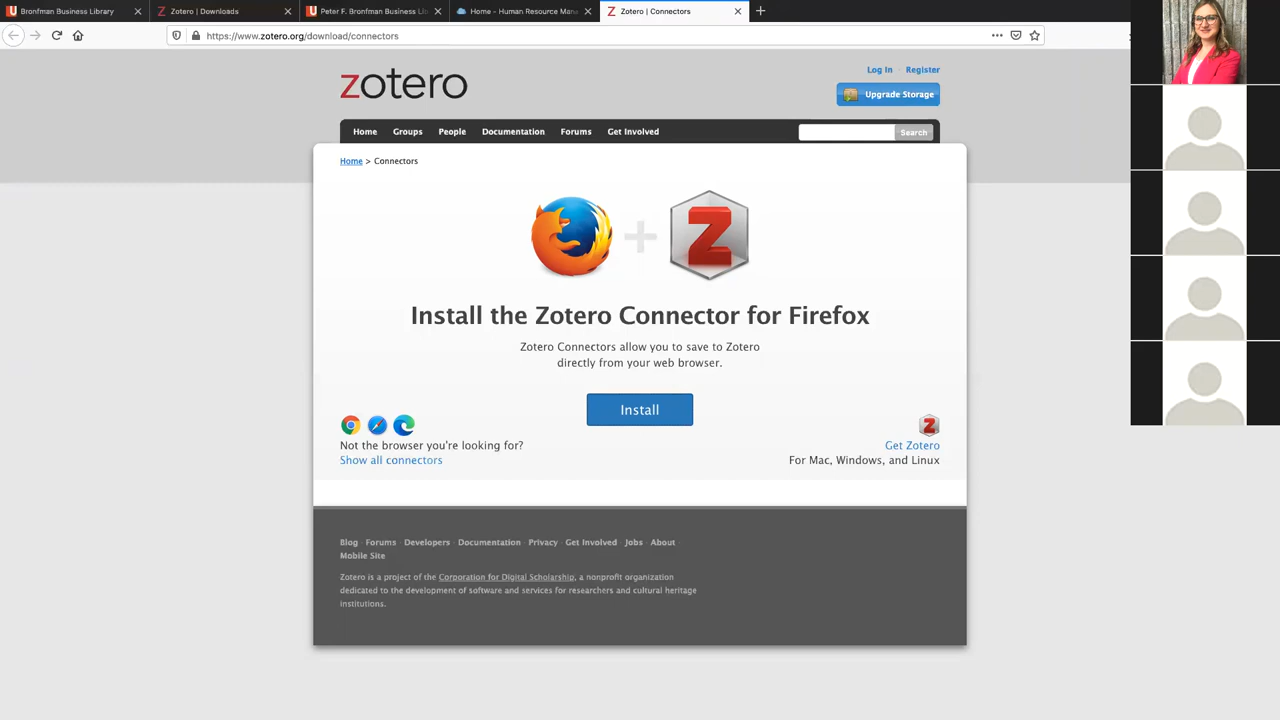 Bronfman Business Library
Zotero | Downloads
Peter F. Bronfman Business Lib
Home - Human Resource Mana
Zotero | Connectors
https://www.zotero.org/download/connectors
zotero
Log In · Register
Upgrade Storage
Home Groups People Documentation Forums Get Involved
Search
Home > Connectors
Z
Install the Zotero Connector for Firefox
Zotero Connectors allow you to save to Zotero
directly from your web browser.
Install
Not the browser you're looking for?
Show all connectors
Z
Get Zotero
For Mac, Windows, and Linux
Blog · Forums · Developers · Documentation · Privacy · Get Involved · Jobs · About ·
Mobile Site
Zotero is a project of the Corporation for Digital Scholarship, a nonprofit organization
dedicated to the development of software and services for researchers and cultural heritage
institutions.